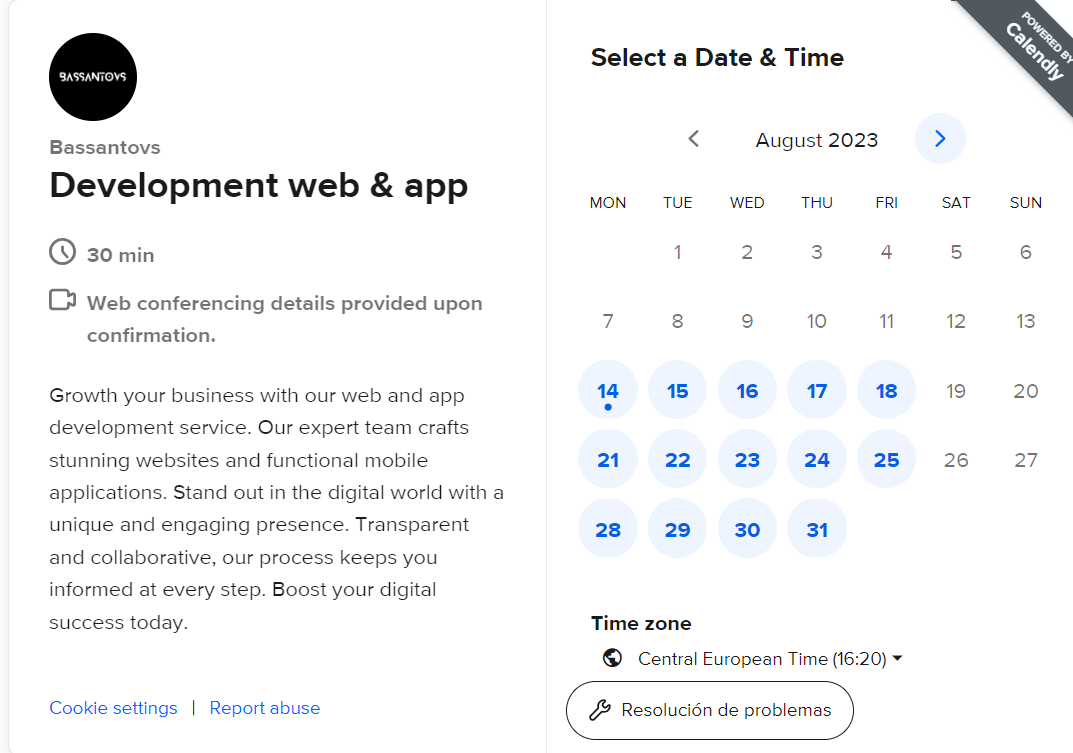 BASSANTOVS
Bassantovs
Development web & app
30 min
Web conferencing details provided upon
confirmation.
Growth your business with our web and app
development service. Our expert team crafts
stunning websites and functional mobile
applications. Stand out in the digital world with a
unique and engaging presence. Transparent
and collaborative, our process keeps you
informed at every step. Boost your digital
success today.
Cookie settings | Report abuse
Select a Date & Time
August 2023
MON TUE WED THU FRI SAT SUN
1 2 3 4 5 6
7 8 9 10 11 12 13
14 15 16 17 18 19 20
21 22 23 24 25 26 27
28 29 30 31
Time zone
Central European Time (16:20)
Resolución de problemas
POWERED BY
Calendly